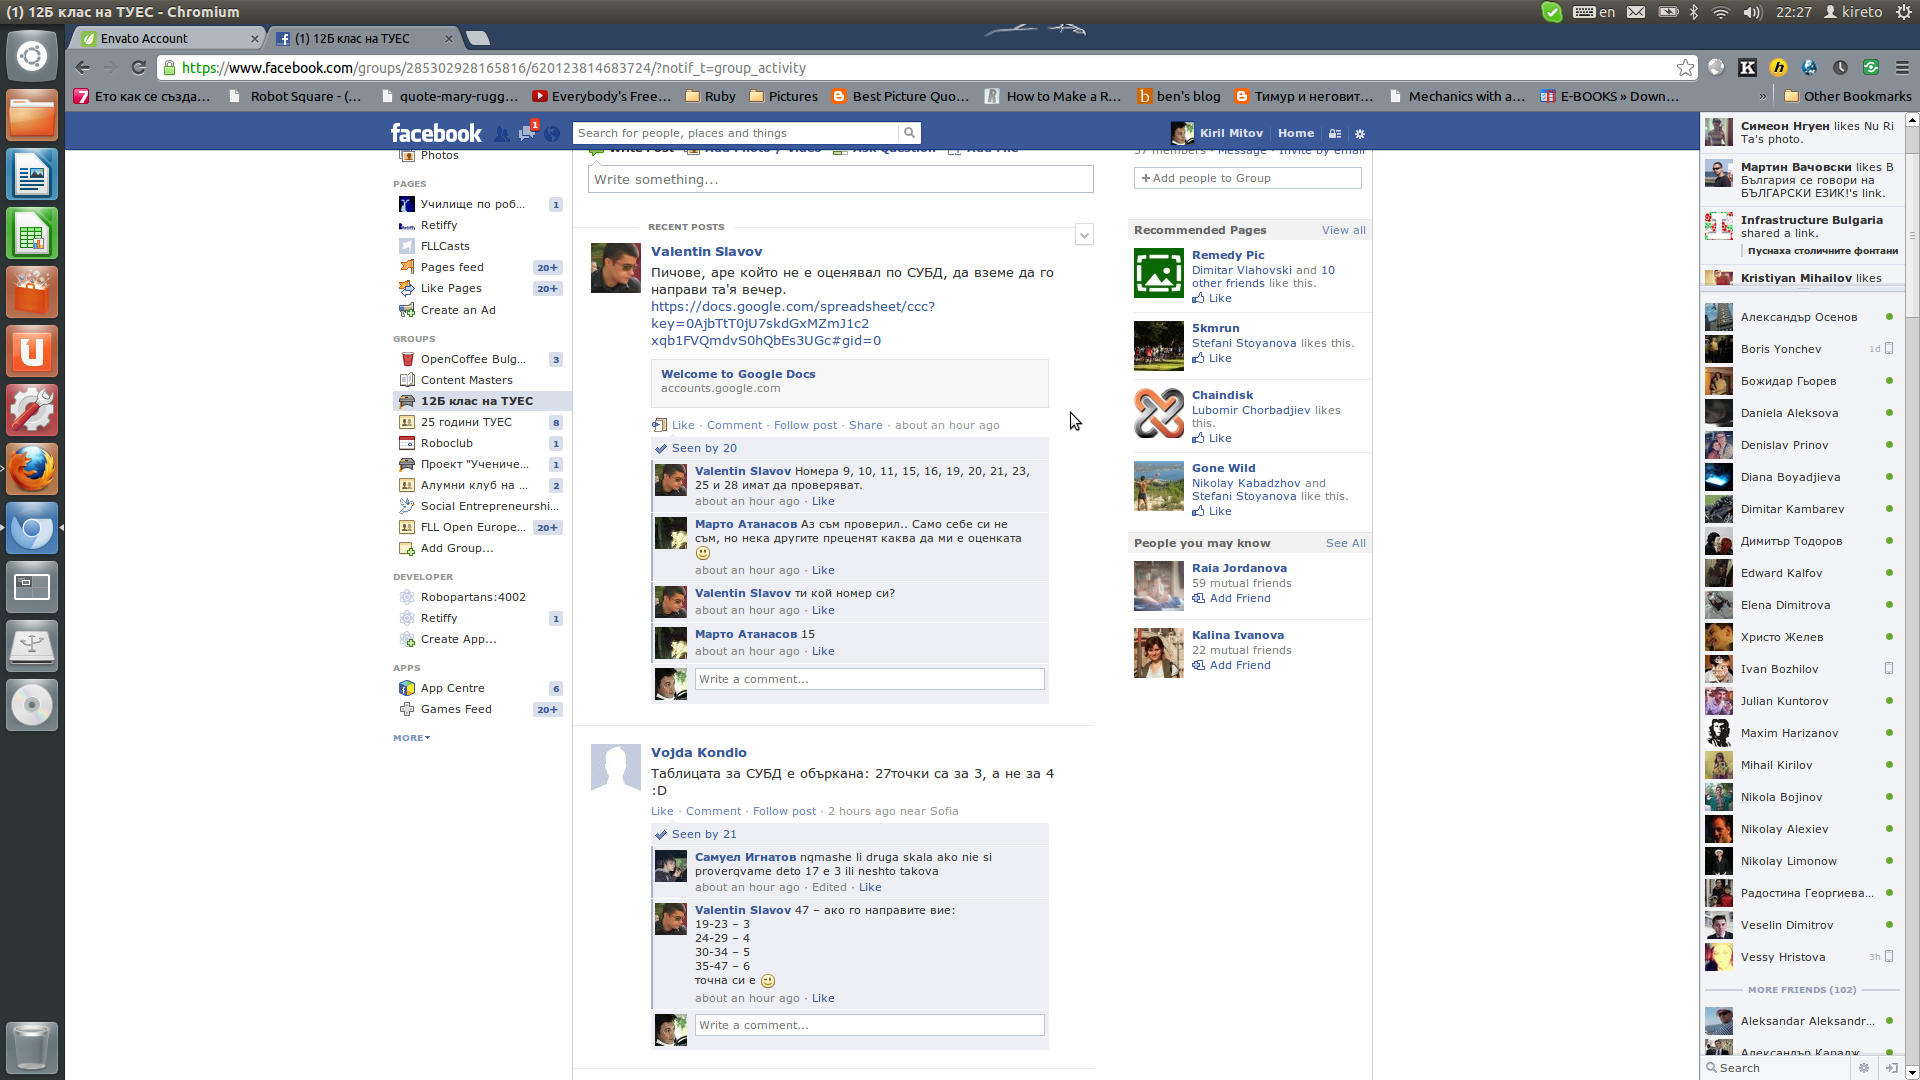 (1) 12Б клас на ТУЕС - Chromium
en
22:27
kireto
Envato Account
(1) 12Б клас на ТУЕС
https://www.facebook.com/groups/285302928165816/620123814683724/?notif_t=group_activity
Ето как се създа...
Robot Square - (...
quote-mary-rugg...
Everybody's Free...
Ruby
Pictures
Best Picture Quo...
How to Make a R...
ben's blog
Тимур и неговит...
Mechanics with a...
E-BOOKS » Down...
»
Other Bookmarks
facebook
1
Search for people, places and things
Kiril Mitov
Home
Photos
PAGES
Училище по роб... 1
Retiffy
FLLCasts
Pages feed 20+
Like Pages 20+
Create an Ad
GROUPS
OpenCoffee Bulg... 3
Content Masters
12Б клас на ТУЕС
25 години ТУЕС 8
Roboclub 1
Проект "Учениче... 1
Алумни клуб на ... 2
Social Entrepreneurshi...
FLL Open Europe... 20+
Add Group...
DEVELOPER
Robopartans:4002
Retiffy 1
Create App...
APPS
App Centre 6
Games Feed 20+
MORE
Write Post Add Photo / Video Ask Question Add File
Write something...
RECENT POSTS
Valentin Slavov
Пичове, аре който не е оценявал по СУБД, да вземе да го
направи та'я вечер.
https://docs.google.com/spreadsheet/ccc?
key=0AjbTtT0jU7skdGxMZmJ1c2
xqb1FVQmdvS0hQbEs3UGc#gid=0
Welcome to Google Docs
accounts.google.com
Like · Comment · Follow post · Share · about an hour ago
Seen by 20
Valentin Slavov Номера 9, 10, 11, 15, 16, 19, 20, 21, 23,
25 и 28 имат да проверяват.
about an hour ago · Like
Марто Атанасов Аз съм проверил.. Само себе си не
съм, но нека другите преценят каква да ми е оценката
about an hour ago · Like
Valentin Slavov ти кой номер си?
about an hour ago · Like
Марто Атанасов 15
about an hour ago · Like
Write a comment...
Vojda Kondio
Таблицата за СУБД е объркана: 27точки са за 3, а не за 4
:D
Like · Comment · Follow post · 2 hours ago near Sofia
Seen by 21
Самуел Игнатов nqmashe li druga skala ako nie si
proverqvame deto 17 e 3 ili neshto takova
about an hour ago · Edited · Like
Valentin Slavov 47 – ако го направите вие:
19-23 – 3
24-29 – 4
30-34 – 5
35-47 – 6
точна си е
about an hour ago · Like
Write a comment...
57 members · Message · Invite by email
+ Add people to Group
Recommended Pages View all
Remedy Pic
Dimitar Vlahovski and 10
other friends like this.
Like
5kmrun
Stefani Stoyanova likes this.
Like
Chaindisk
Lubomir Chorbadjiev likes
this.
Like
Gone Wild
Nikolay Kabadzhov and
Stefani Stoyanova like this.
Like
People you may know See All
Raia Jordanova
59 mutual friends
Add Friend
Kalina Ivanova
22 mutual friends
Add Friend
Симеон Нгуен likes Nu Ri
Ta's photo.
Мартин Вачовски likes В
България се говори на
БЪЛГАРСКИ ЕЗИК!'s link.
Infrastructure Bulgaria
shared a link.
Пуснаха столичните фонтани
Kristiyan Mihailov likes
Александър Осенов
Boris Yonchev 1d
Божидар Гьорев
Daniela Aleksova
Denislav Prinov
Diana Boyadjieva
Dimitar Kambarev
Димитър Тодоров
Edward Kalfov
Elena Dimitrova
Христо Желев
Ivan Bozhilov
Julian Kuntorov
Maxim Harizanov
Mihail Kirilov
Nikola Bojinov
Nikolay Alexiev
Nikolay Limonow
Радостина Георгиева...
Veselin Dimitrov
Vessy Hristova 3h
MORE FRIENDS (102)
Aleksandar Aleksandr...
Александър Карадж...
Search